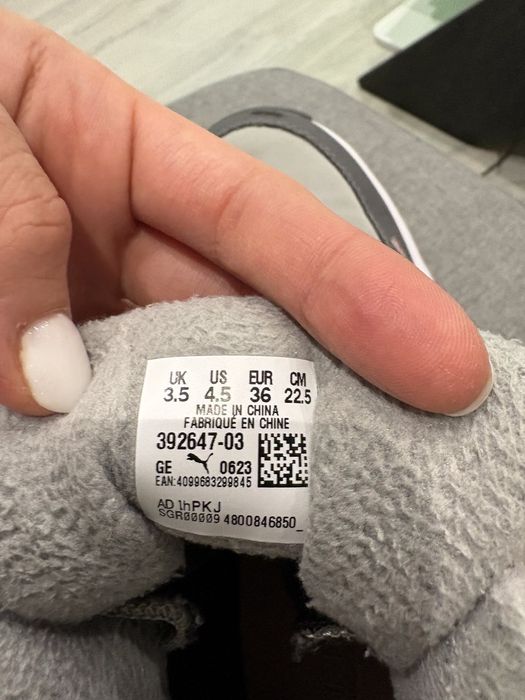 UK US EUR CM
3.5 4.5 36 22.5
MADE IN CHINA
FABRIQUÉ EN CHINE
392647-03
GE 0623
EAN:4099683299845
AD 1hPKJ
SGR00009 4800846850_